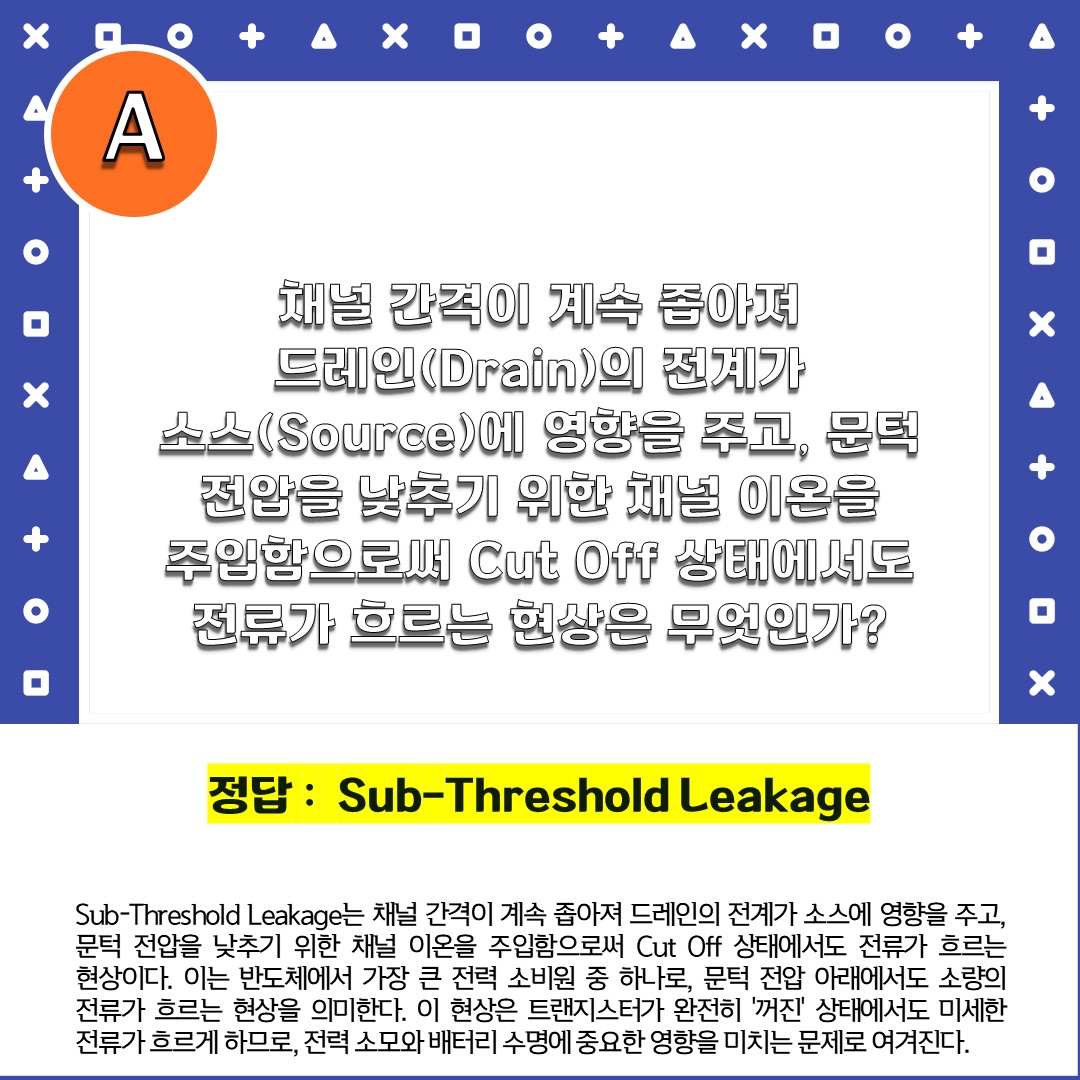 A
채널 간격이 계속 좁아져
드레인(Drain)의 전계가
소스(Source)에 영향을 주고, 문턱
전압을 낮추기 위한 채널 이온을
주입함으로써 Cut Off 상태에서도
전류가 흐르는 현상은 무엇인가?
정답 : Sub-Threshold Leakage
Sub-Threshold Leakage는 채널 간격이 계속 좁아져 드레인의 전계가 소스에 영향을 주고,
문턱 전압을 낮추기 위한 채널 이온을 주입함으로써 Cut Off 상태에서도 전류가 흐르는
현상이다. 이는 반도체에서 가장 큰 전력 소비원 중 하나로, 문턱 전압 아래에서도 소량의
전류가 흐르는 현상을 의미한다. 이 현상은 트랜지스터가 완전히 '꺼진' 상태에서도 미세한
전류가 흐르게 하므로, 전력 소모와 배터리 수명에 중요한 영향을 미치는 문제로 여겨진다.